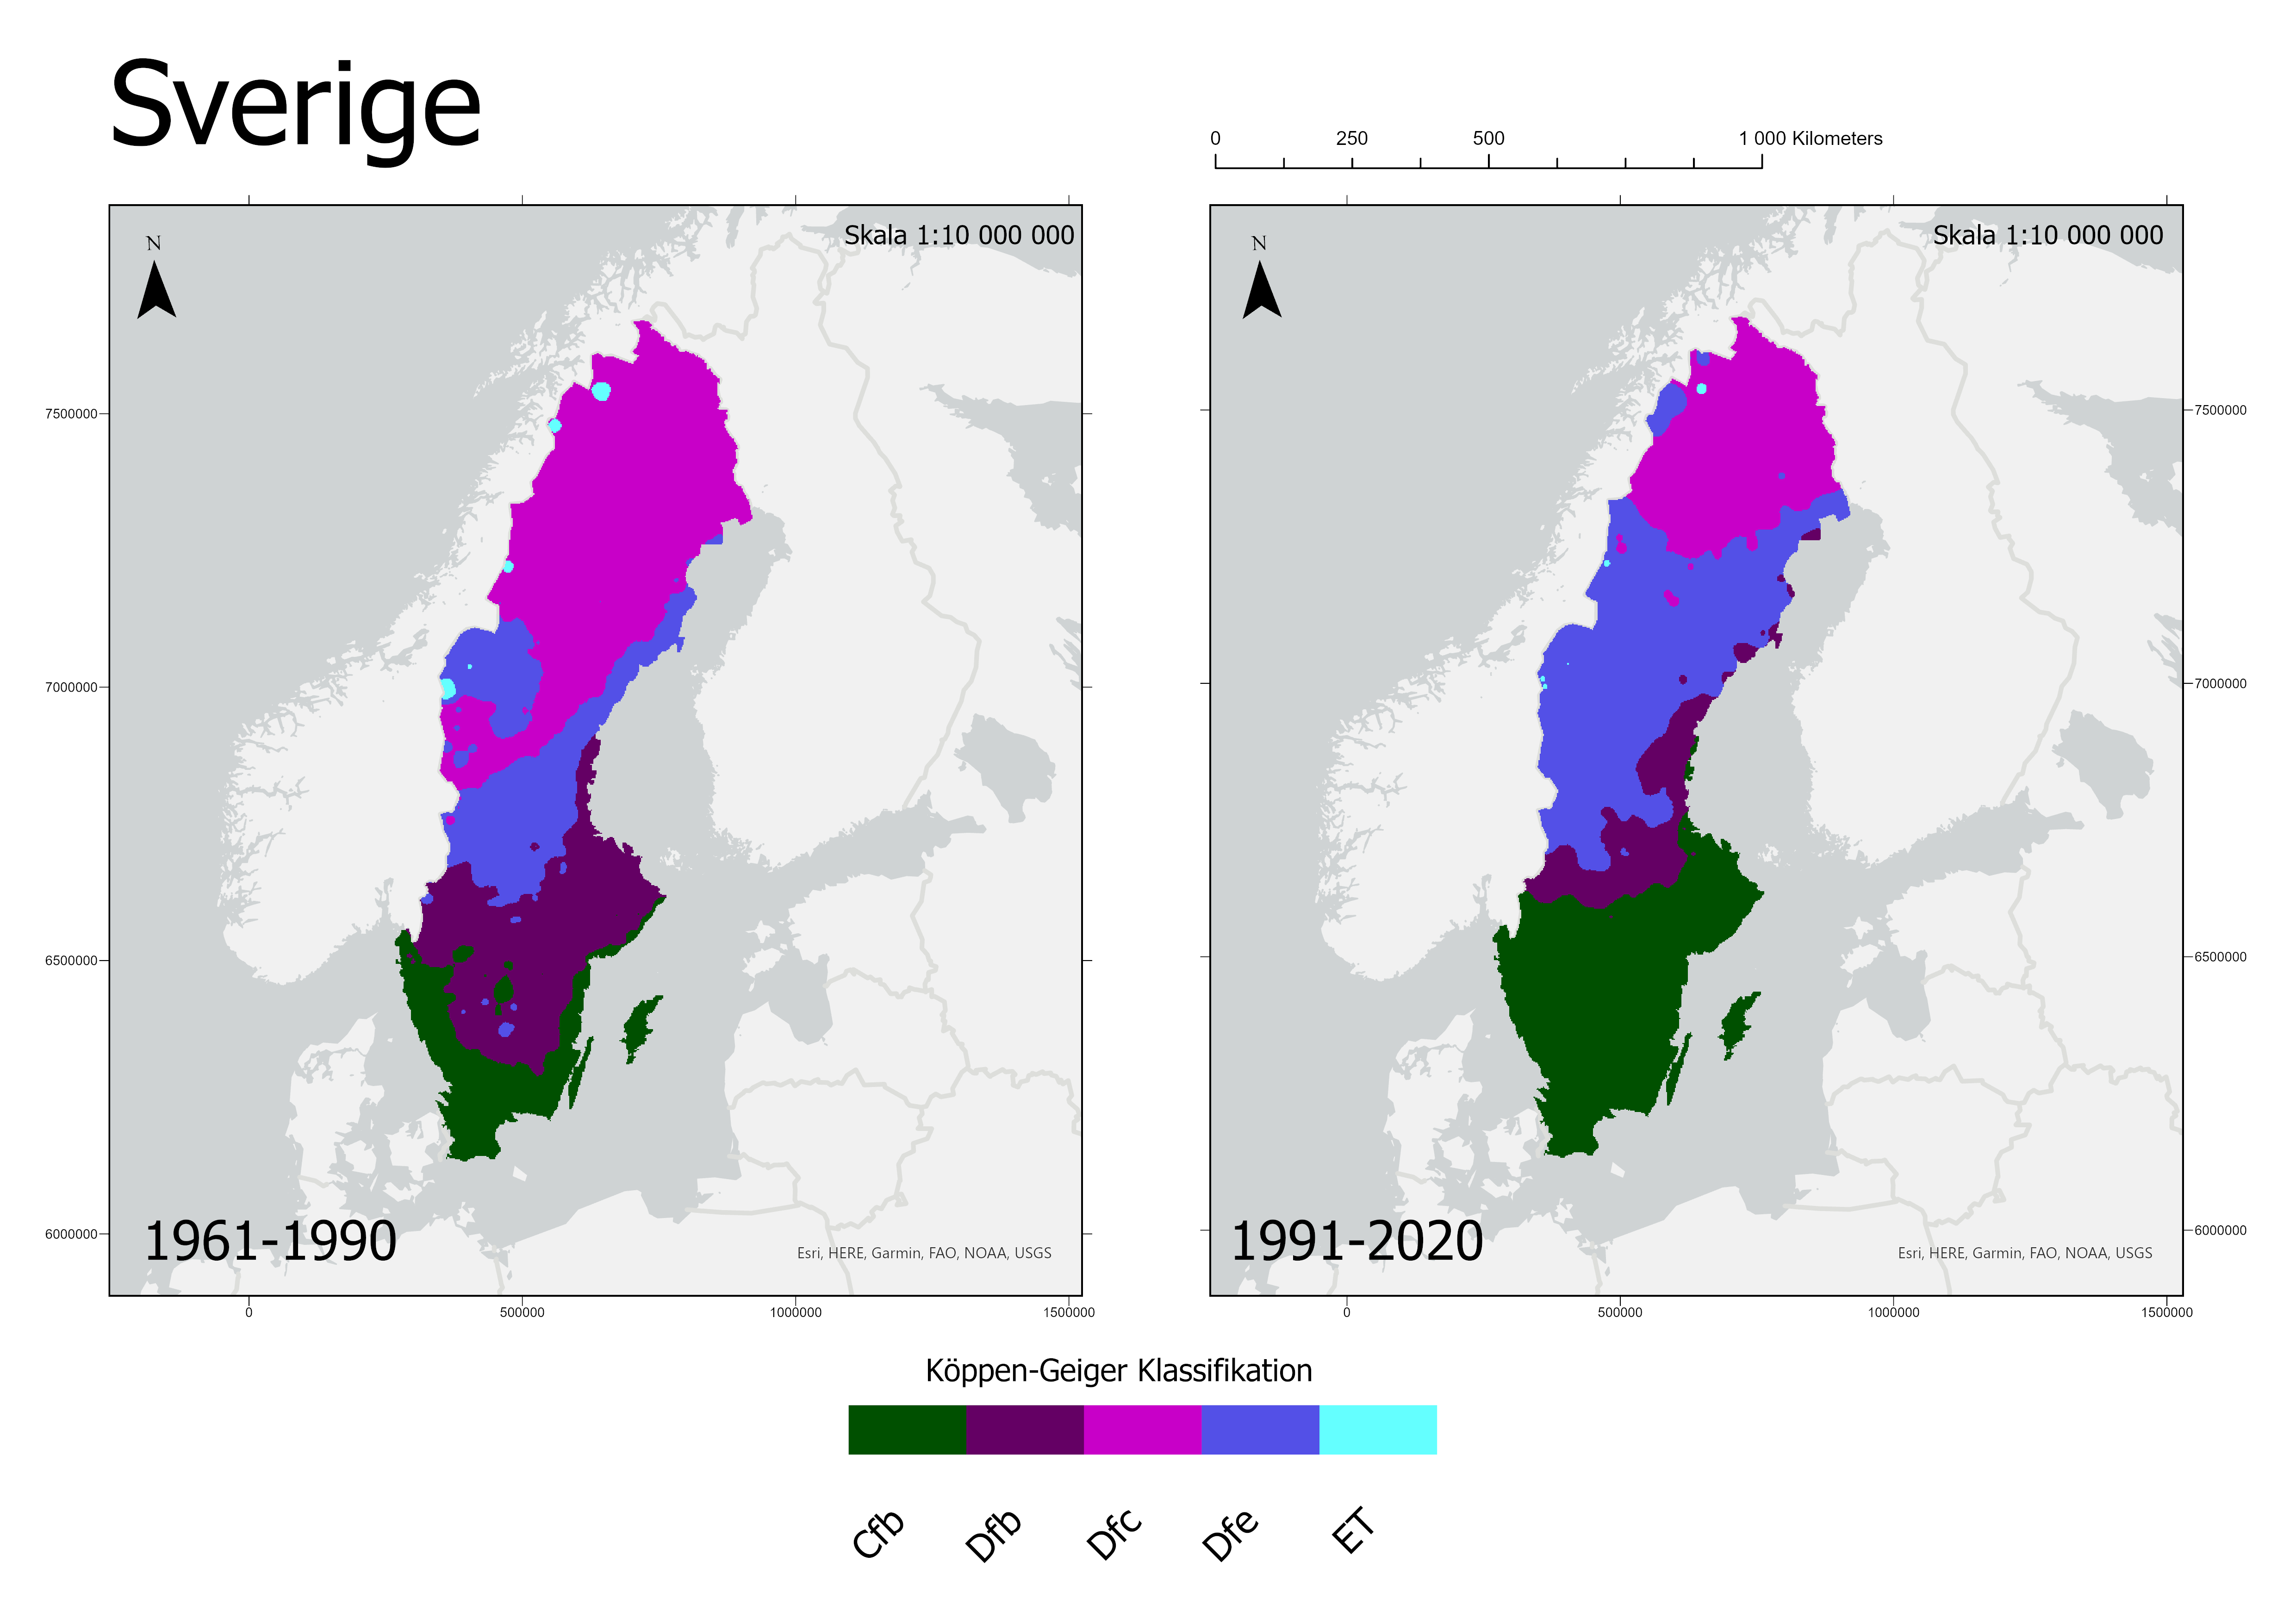 Sverige
0 250 500 1 000 Kilometers
N
Skala 1:10 000 000
7500000
7000000
6500000
6000000
1961-1990
Esri, HERE, Garmin, FAO, NOAA, USGS
0 500000 1000000 1500000
N
Skala 1:10 000 000
7500000
7000000
6500000
6000000
1991-2020
Esri, HERE, Garmin, FAO, NOAA, USGS
0 500000 1000000 1500000
Köppen-Geiger Klassifikation
Cfb
Dfb
Dfc
Dfe
ET